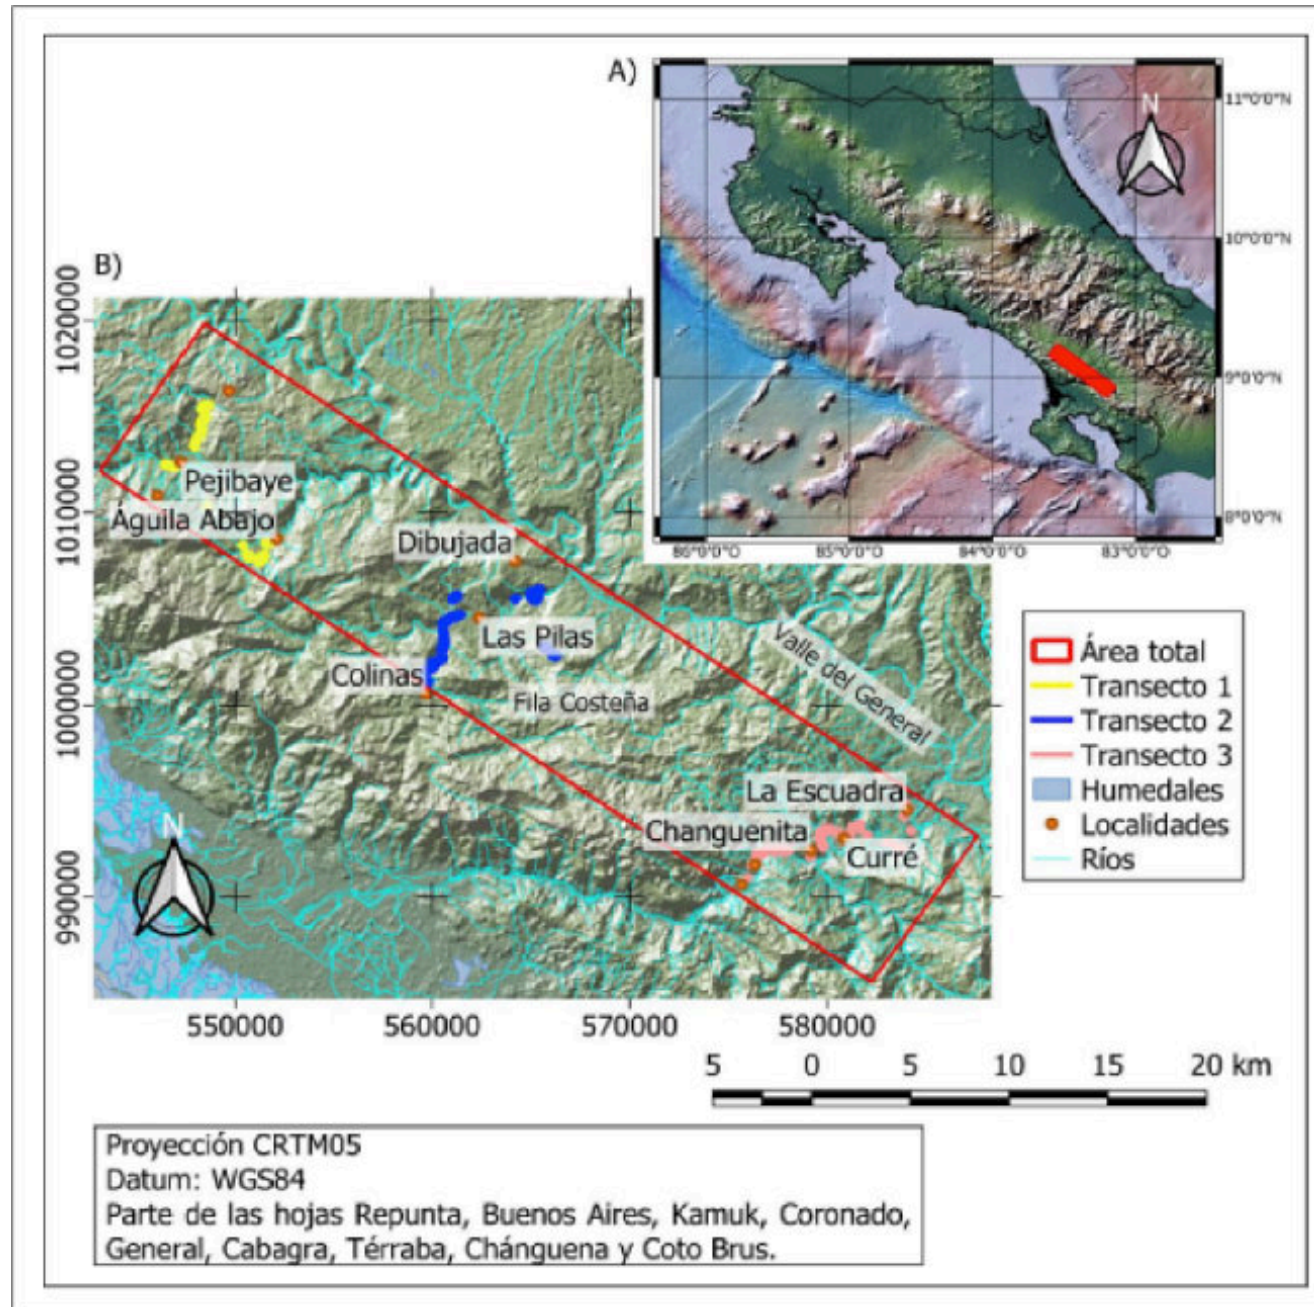 A)
N
11°0'0"N
10°0'0"N
9°0'0"N
8°0'0"N
86°0'0"O
85°0'0"O
84°0'0"O
83°0'0"O
B)
1020000
1010000
1000000
990000
Pejibaye
Águila Abajo
Dibujada
Las Pilas
Colinas
Fila Costeña
Valle del General
La Escuadra
Changuenita
Curré
N
550000
560000
570000
580000
Área total
Transecto 1
Transecto 2
Transecto 3
Humedales
Localidades
Ríos
5 0 5 10 15 20 km
Proyección CRTM05
Datum: WGS84
Parte de las hojas Repunta, Buenos Aires, Kamuk, Coronado,
General, Cabagra, Térraba, Chánguena y Coto Brus.